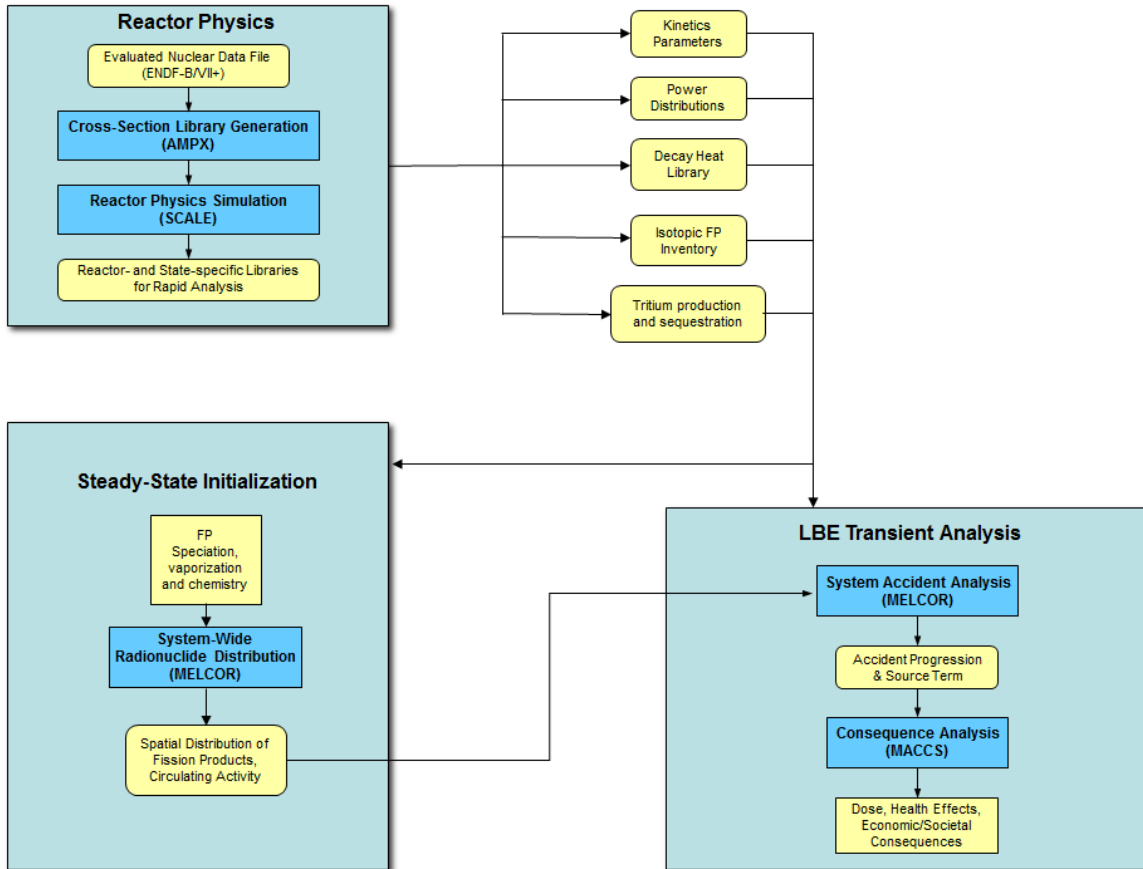 Reactor Physics
Evaluated Nuclear Data File
(ENDF-B/VII+)
Cross-Section Library Generation
(AMPX)
Reactor Physics Simulation
(SCALE)
Reactor- and State-specific Libraries
for Rapid Analysis
Kinetics
Parameters
Power
Distributions
Decay Heat
Library
Isotopic FP
Inventory
Tritium production
and sequestration
Steady-State Initialization
FP
Speciation,
vaporization
and chemistry
System-Wide
Radionuclide Distribution
(MELCOR)
Spatial Distribution of
Fission Products,
Circulating Activity
LBE Transient Analysis
System Accident Analysis
(MELCOR)
Accident Progression
& Source Term
Consequence Analysis
(MACCS)
Dose, Health Effects,
Economic/Societal
Consequences